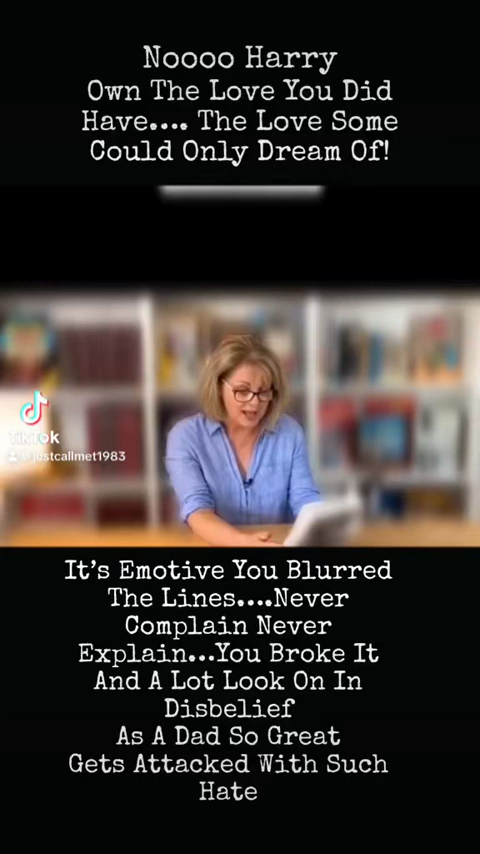 Noooo Harry
Own The Love You Did
Have.... The Love Some
Could Only Dream Of!
TikTok
@justcallmet1983
It's Emotive You Blurred
The Lines....Never
Complain Never
Explain...You Broke It
And A Lot Look On In
Disbelief
As A Dad So Great
Gets Attacked With Such
Hate